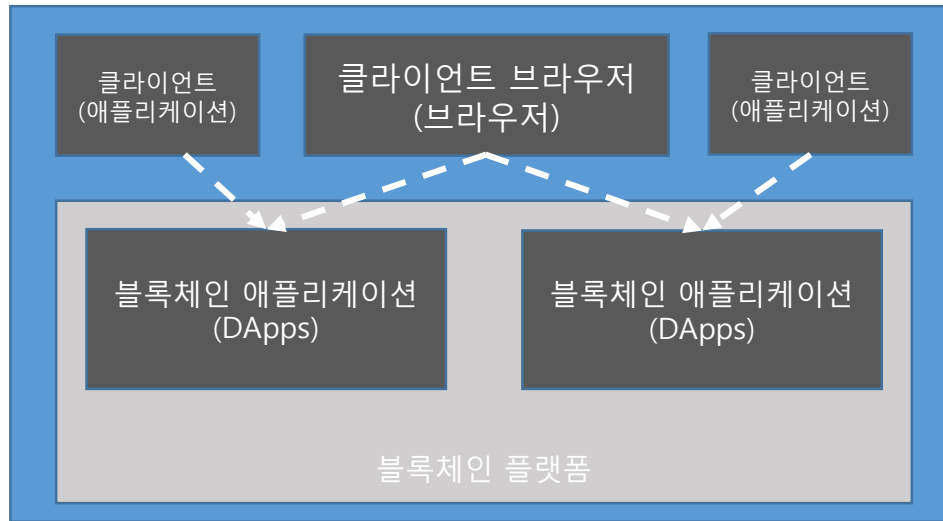 클라이언트
(애플리케이션)
클라이언트 브라우저
(브라우저)
클라이언트
(애플리케이션)
블록체인 애플리케이션
(DApps)
블록체인 애플리케이션
(DApps)
블록체인 플랫폼